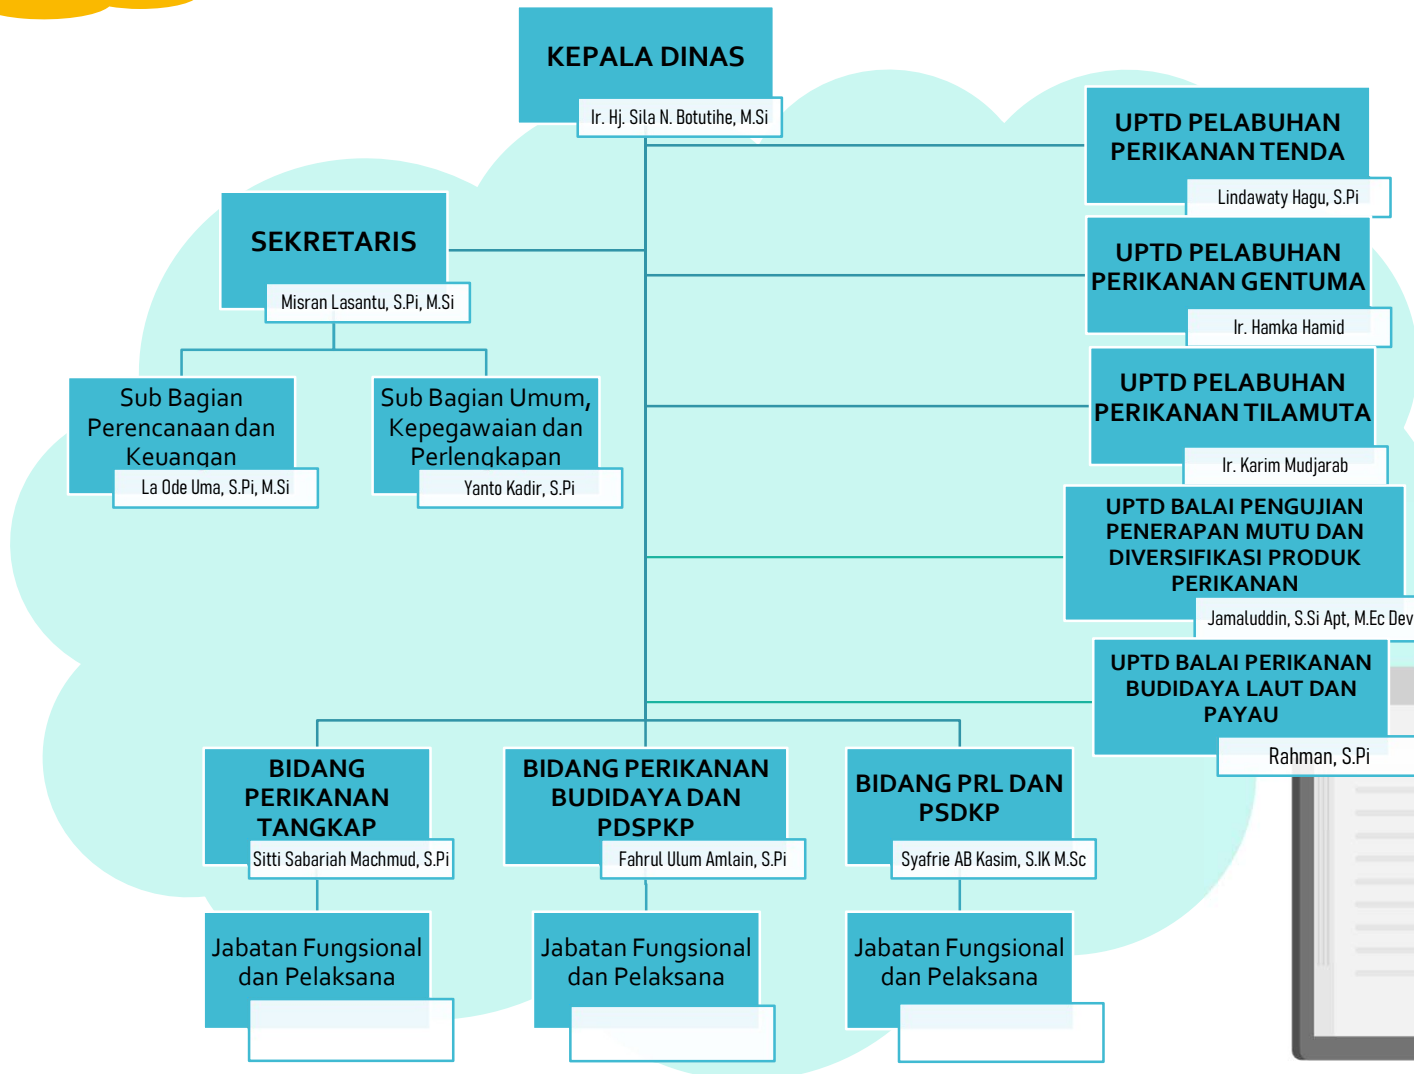 KEPALA DINAS
Ir. Hj. Sila N. Botutihe, M.Si
UPTD PELABUHAN
PERIKANAN TENDA
Lindawaty Hagu, S.Pi
SEKRETARIS
Misran Lasantu, S.Pi, M.Si
UPTD PELABUHAN
PERIKANAN GENTUMA
Ir. Hamka Hamid
Sub Bagian
Perencanaan dan
Keuangan
La Ode Uma, S.Pi, M.Si
Sub Bagian Umum,
Kepegawaian dan
Perlengkapan
Yanto Kadir, S.Pi
UPTD PELABUHAN
PERIKANAN TILAMUTA
Ir. Karim Mudjarab
UPTD BALAI PENGUJIAN
PENERAPAN MUTU DAN
DIVERSIFIKASI PRODUK
PERIKANAN
Jamaluddin, S.Si Apt, M.Ec Dev
UPTD BALAI PERIKANAN
BUDIDAYA LAUT DAN
PAYAU
Rahman, S.Pi
BIDANG
PERIKANAN
TANGKAP
Sitti Sabariah Machmud, S.Pi
BIDANG PERIKANAN
BUDIDAYA DAN
PDSPKP
Fahrul Ulum Amlain, S.Pi
BIDANG PRL DAN
PSDKP
Syafrie AB Kasim, S.IK M.Sc
Jabatan Fungsional
dan Pelaksana
Jabatan Fungsional
dan Pelaksana
Jabatan Fungsional
dan Pelaksana